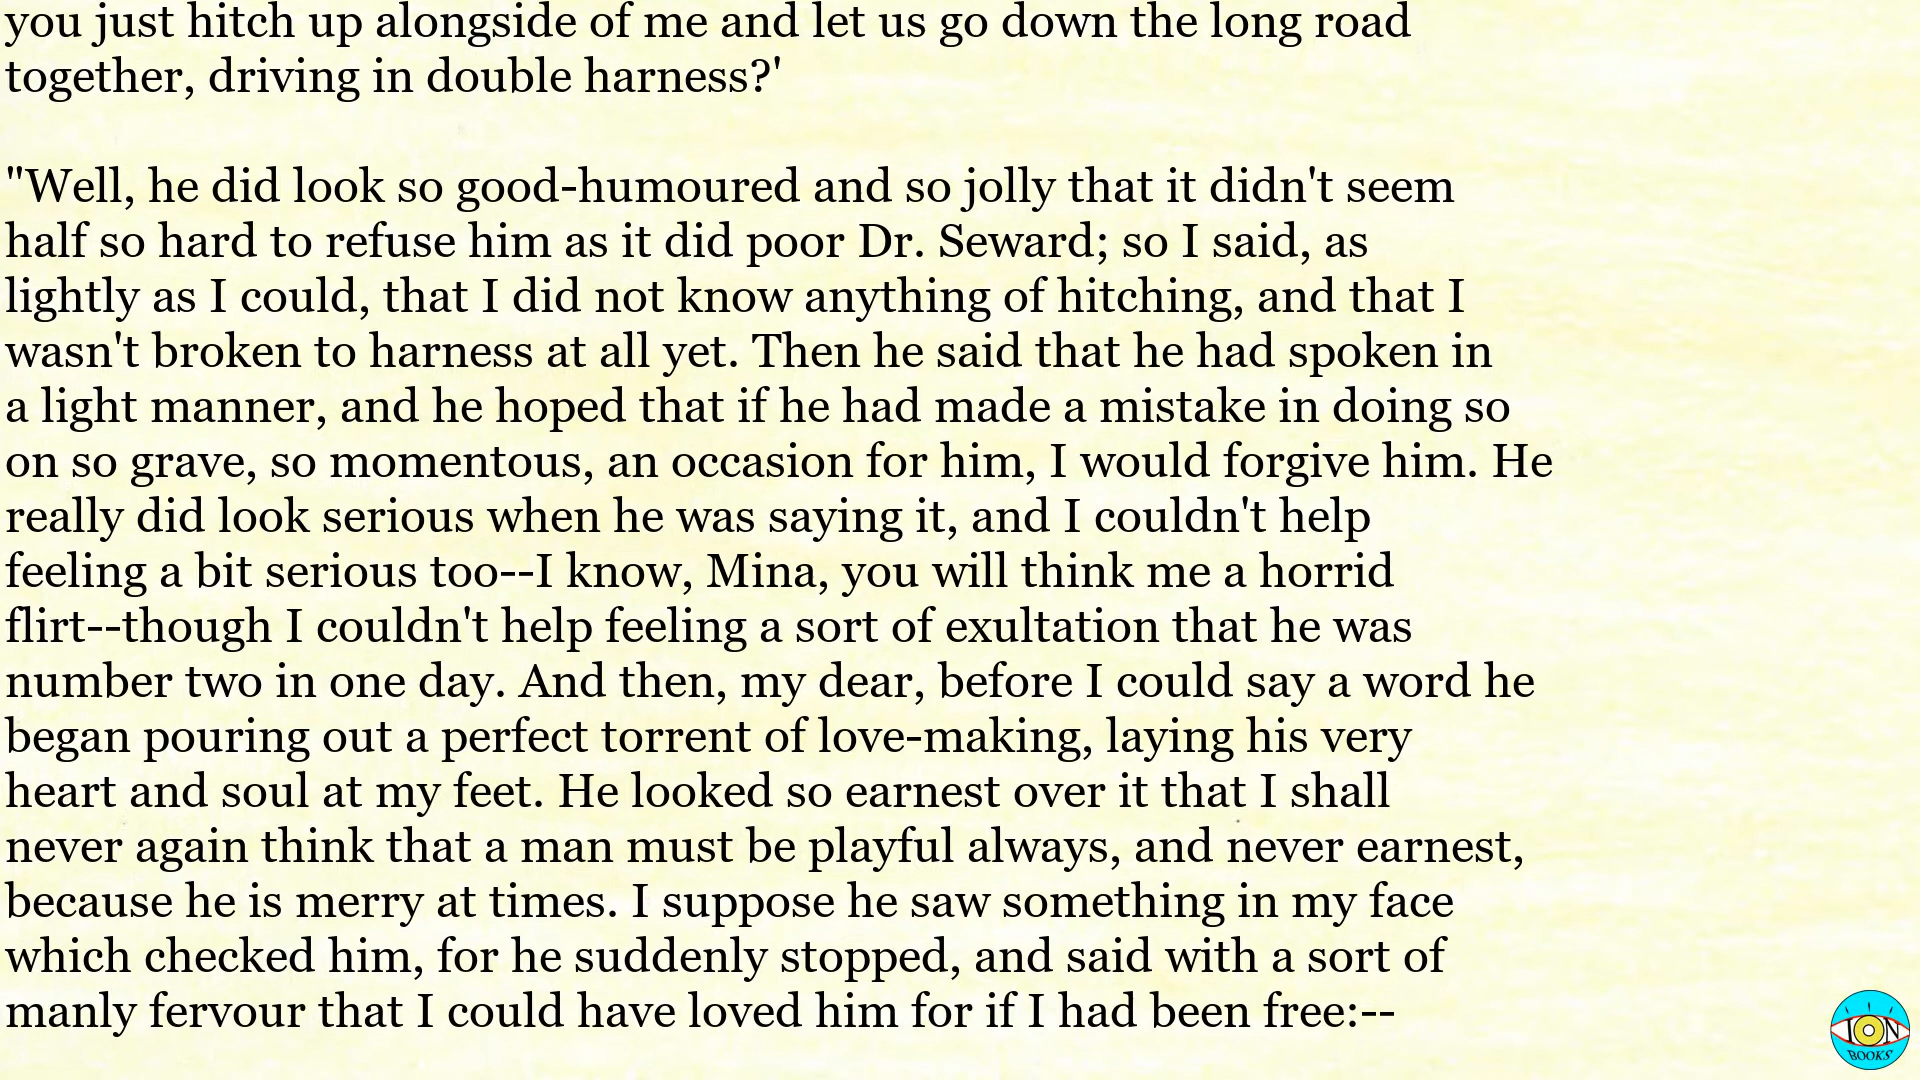 you just hitch up alongside of me and let us go down the long road
together, driving in double harness?'
"Well, he did look so good-humoured and so jolly that it didn't seem
half so hard to refuse him as it did poor Dr. Seward; so I said, as
lightly as I could, that I did not know anything of hitching, and that I
wasn't broken to harness at all yet. Then he said that he had spoken in
a light manner, and he hoped that if he had made a mistake in doing so
on so grave, so momentous, an occasion for him, I would forgive him. He
really did look serious when he was saying it, and I couldn't help
feeling a bit serious too--I know, Mina, you will think me a horrid
flirt--though I couldn't help feeling a sort of exultation that he was
number two in one day. And then, my dear, before I could say a word he
began pouring out a perfect torrent of love-making, laying his very
heart and soul at my feet. He looked so earnest over it that I shall
never again think that a man must be playful always, and never earnest,
because he is merry at times. I suppose he saw something in my face
which checked him, for he suddenly stopped, and said with a sort of
manly fervour that I could have loved him for if I had been free:--
ION
BOOKS